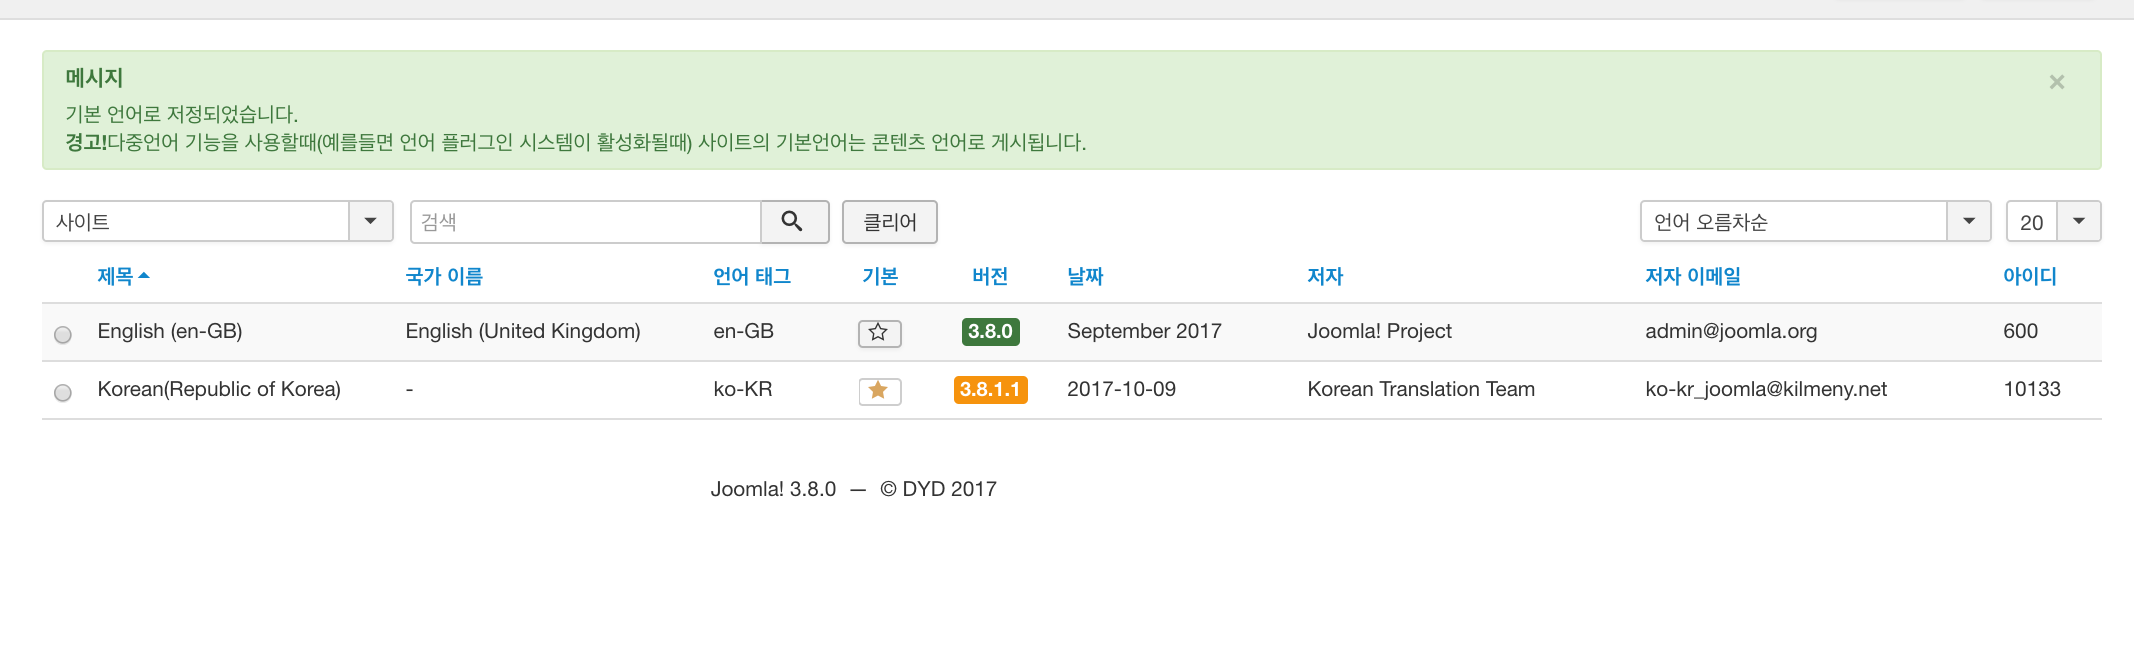 메시지
기본 언어로 저정되었습니다.
경고!다중언어 기능을 사용할때(예를들면 언어 플러그인 시스템이 활성화될때) 사이트의 기본언어는 콘텐츠 언어로 게시됩니다.
사이트 검색 클리어 언어 오름차순 20
제목 국가 이름 언어 태그 기본 버전 날짜 저자 저자 이메일 아이디
English (en-GB) English (United Kingdom) en-GB 3.8.0 September 2017 Joomla! Project admin@joomla.org 600
Korean(Republic of Korea) - ko-KR 3.8.1.1 2017-10-09 Korean Translation Team ko-kr_joomla@kilmeny.net 10133
Joomla! 3.8.0 — © DYD 2017